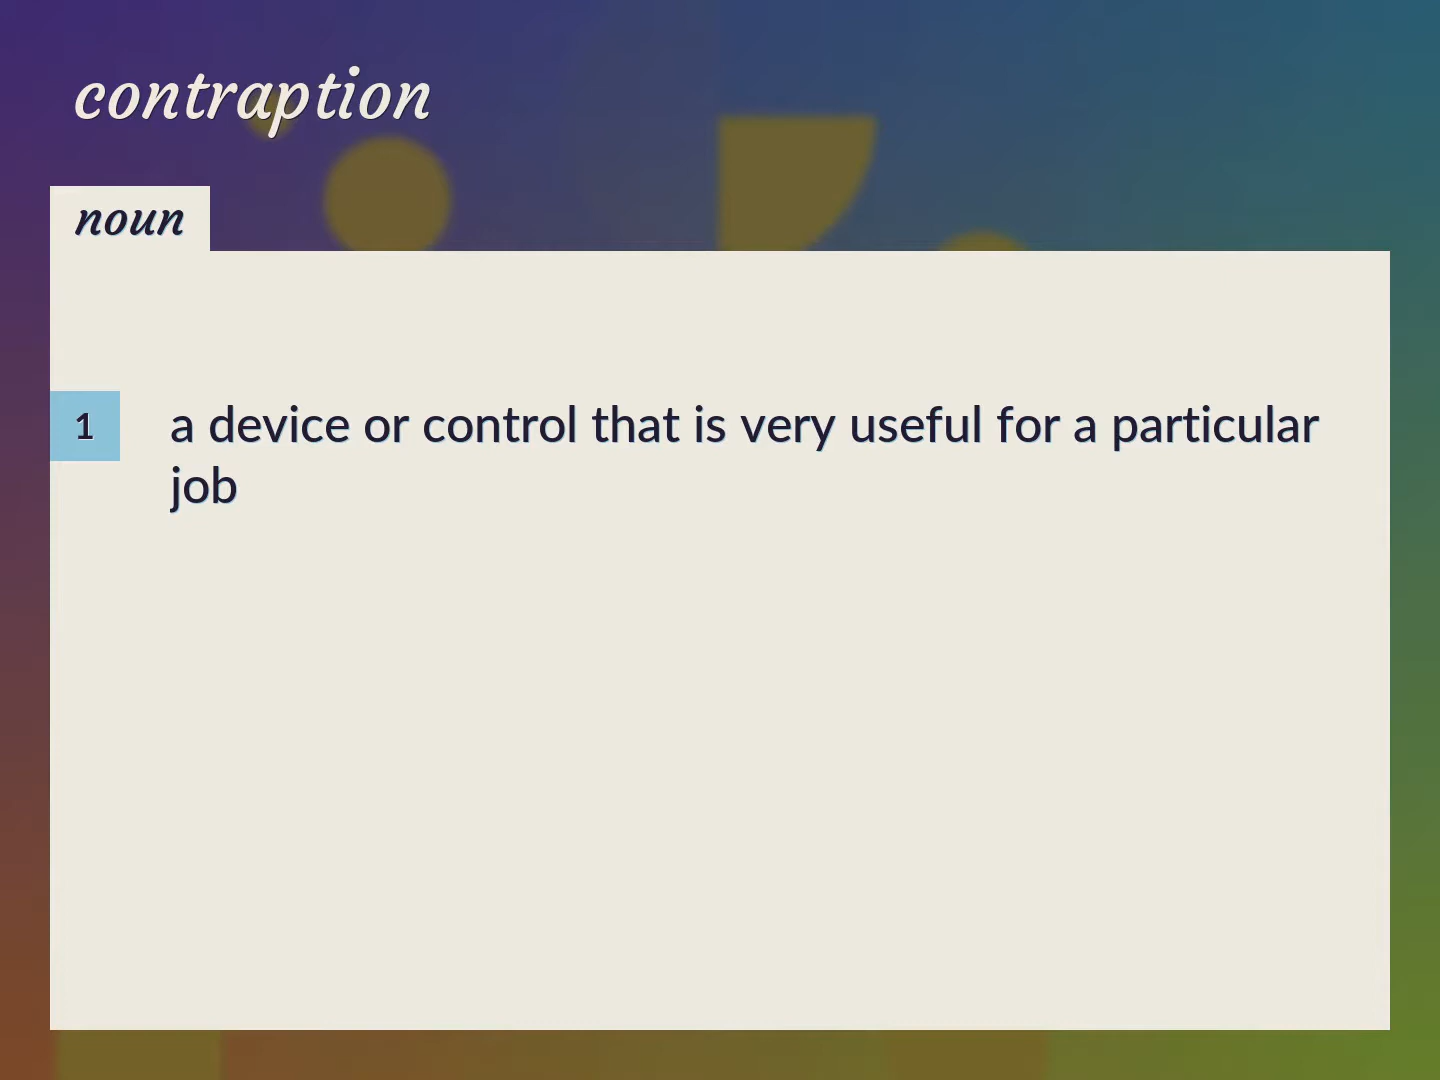 contraption
noun
1
a device or control that is very useful for a particular
job